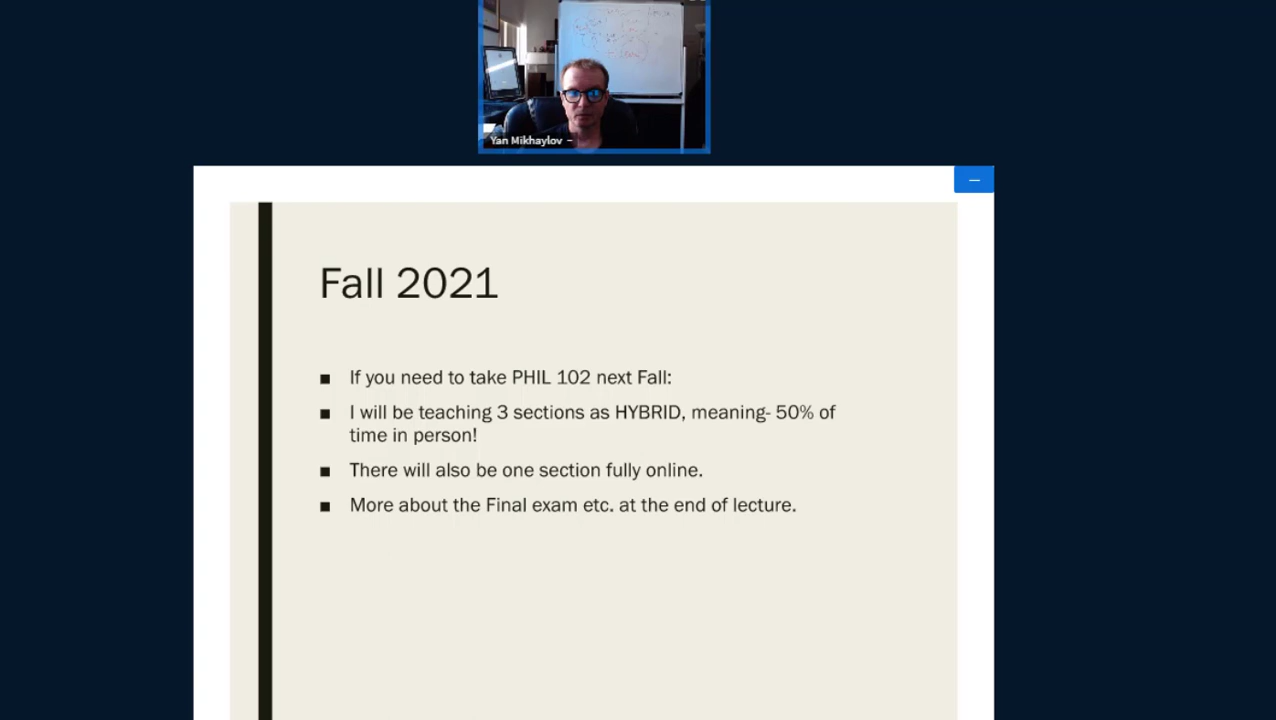 Yan Mikhaylov
Fall 2021
■ If you need to take PHIL 102 next Fall:
■ I will be teaching 3 sections as HYBRID, meaning- 50% of
time in person!
■ There will also be one section fully online.
■ More about the Final exam etc. at the end of lecture.